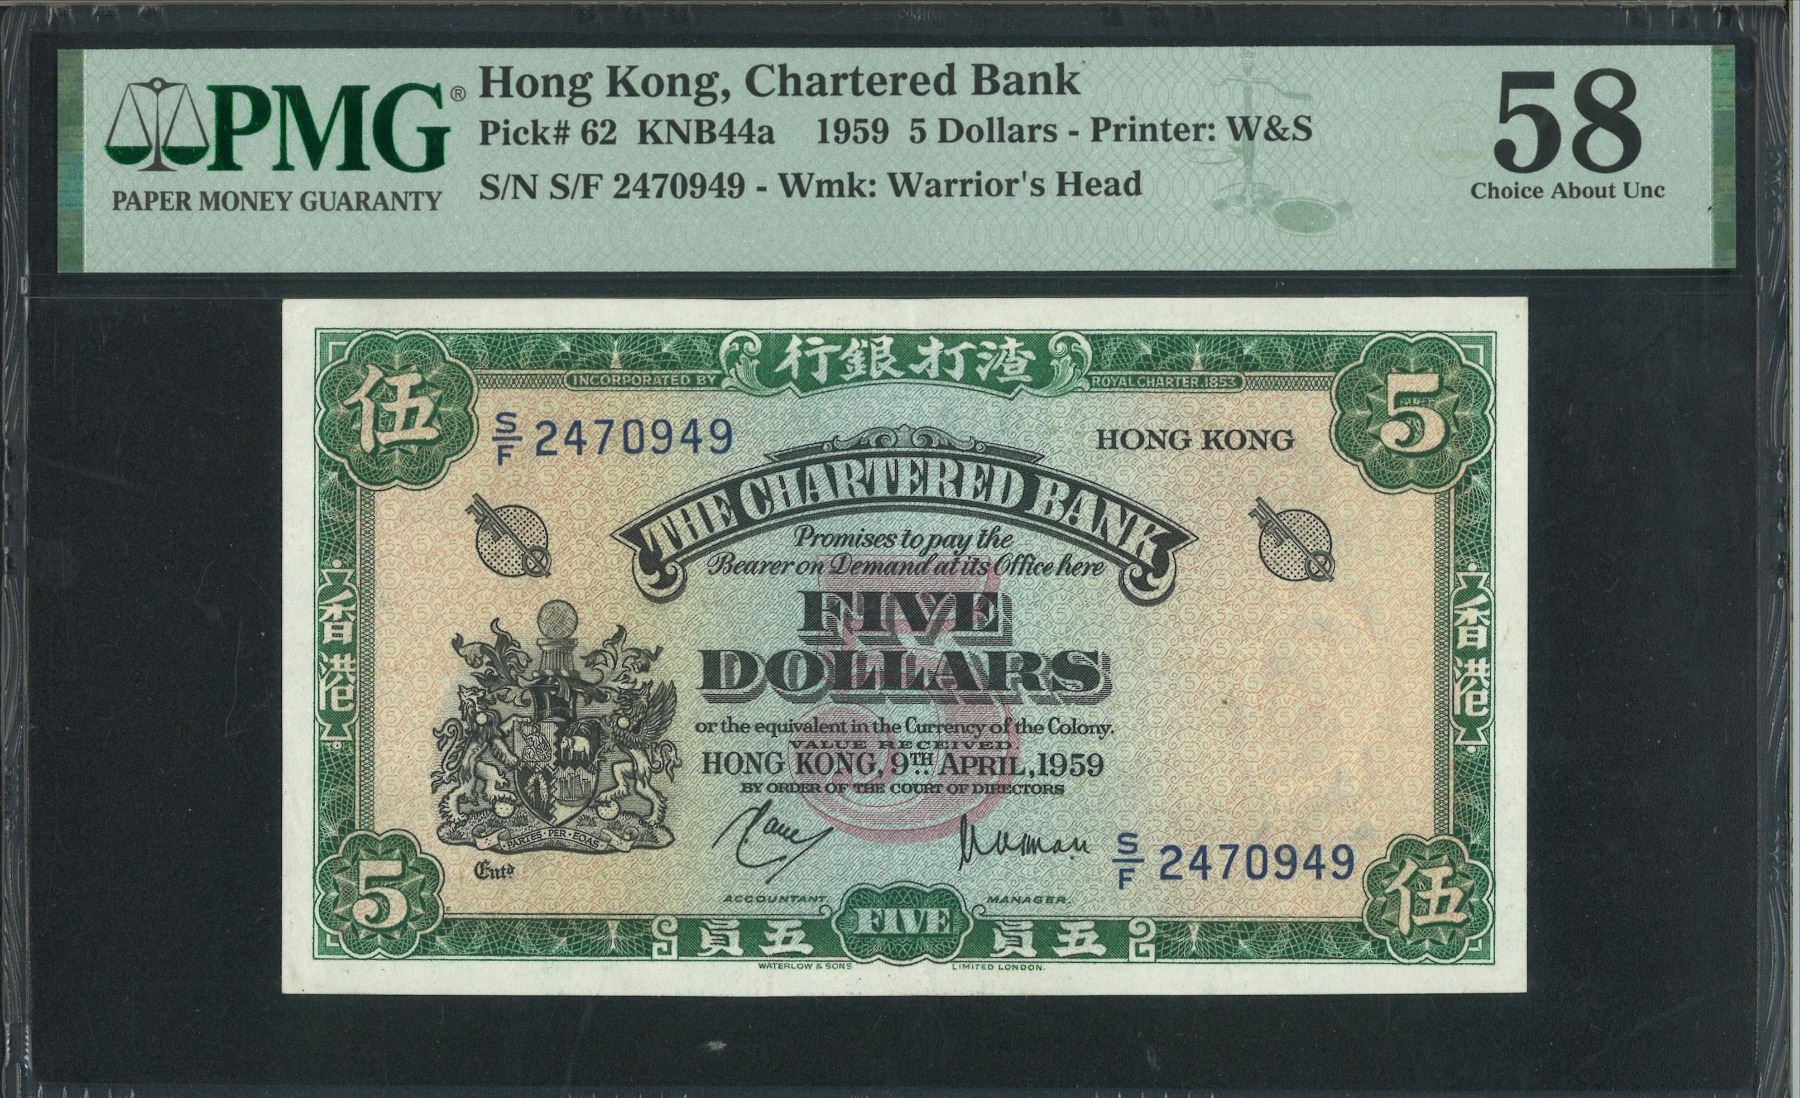 PMG®
PAPER MONEY GUARANTY
Hong Kong, Chartered Bank
Pick# 62 KNB44a 1959 5 Dollars - Printer: W&S
S/N S/F 2470949 - Wmk: Warrior's Head
58
Choice About Unc
行銀打渣
INCORPORATED BY
ROYAL CHARTER.1853
伍
5
S/F 2470949
HONG KONG
THE CHARTERED BANK
Promises to pay the
Bearer on Demand at its Office here
FIVE
DOLLARS
or the equivalent in the Currency of the Colony.
VALUE RECEIVED
HONG KONG, 9TH APRIL, 1959
BY ORDER OF THE COURT OF DIRECTORS
香港
香港
PARTES·PER·EOAS
Entd
S/F 2470949
ACCOUNTANT.
MANAGER.
5
伍
員五
FIVE
員五
WATERLOW & SONS
LIMITED LONDON.